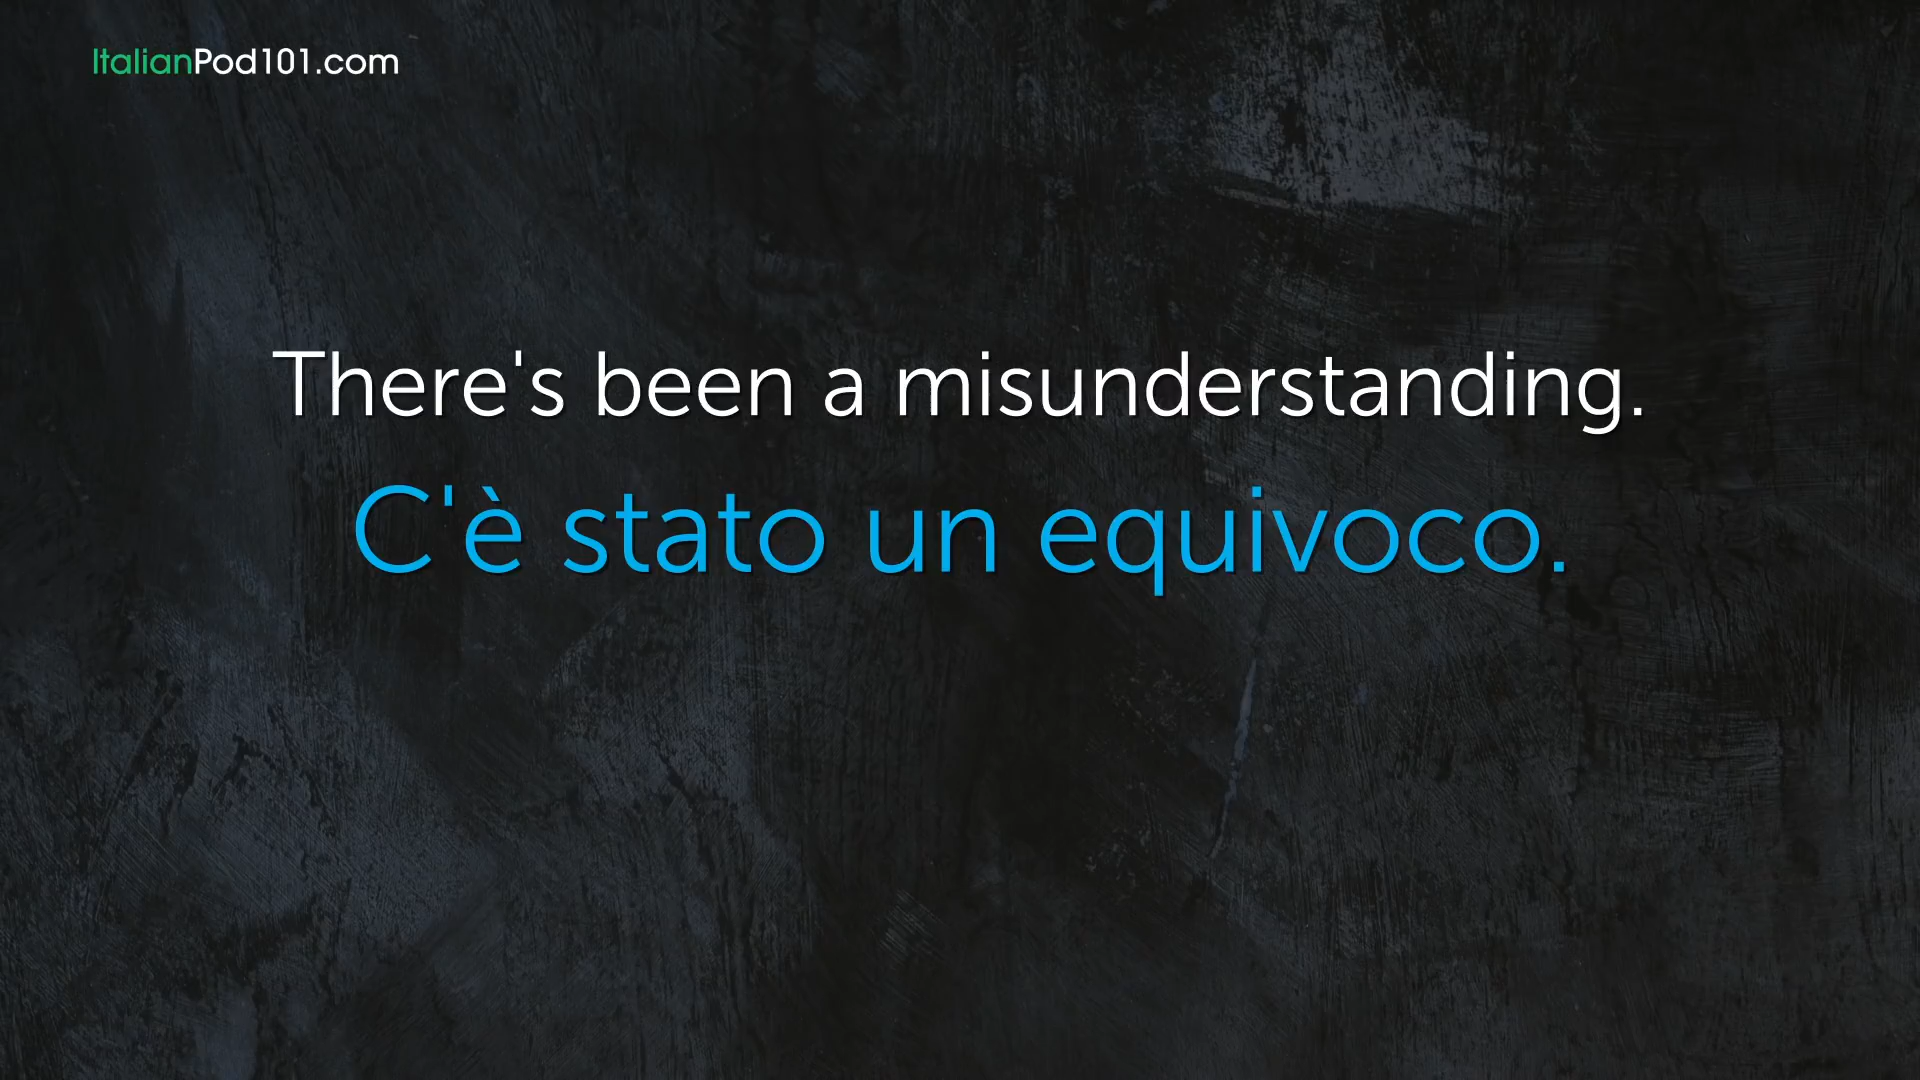 ItalianPod101.com
There's been a misunderstanding.
C'è stato un equivoco.